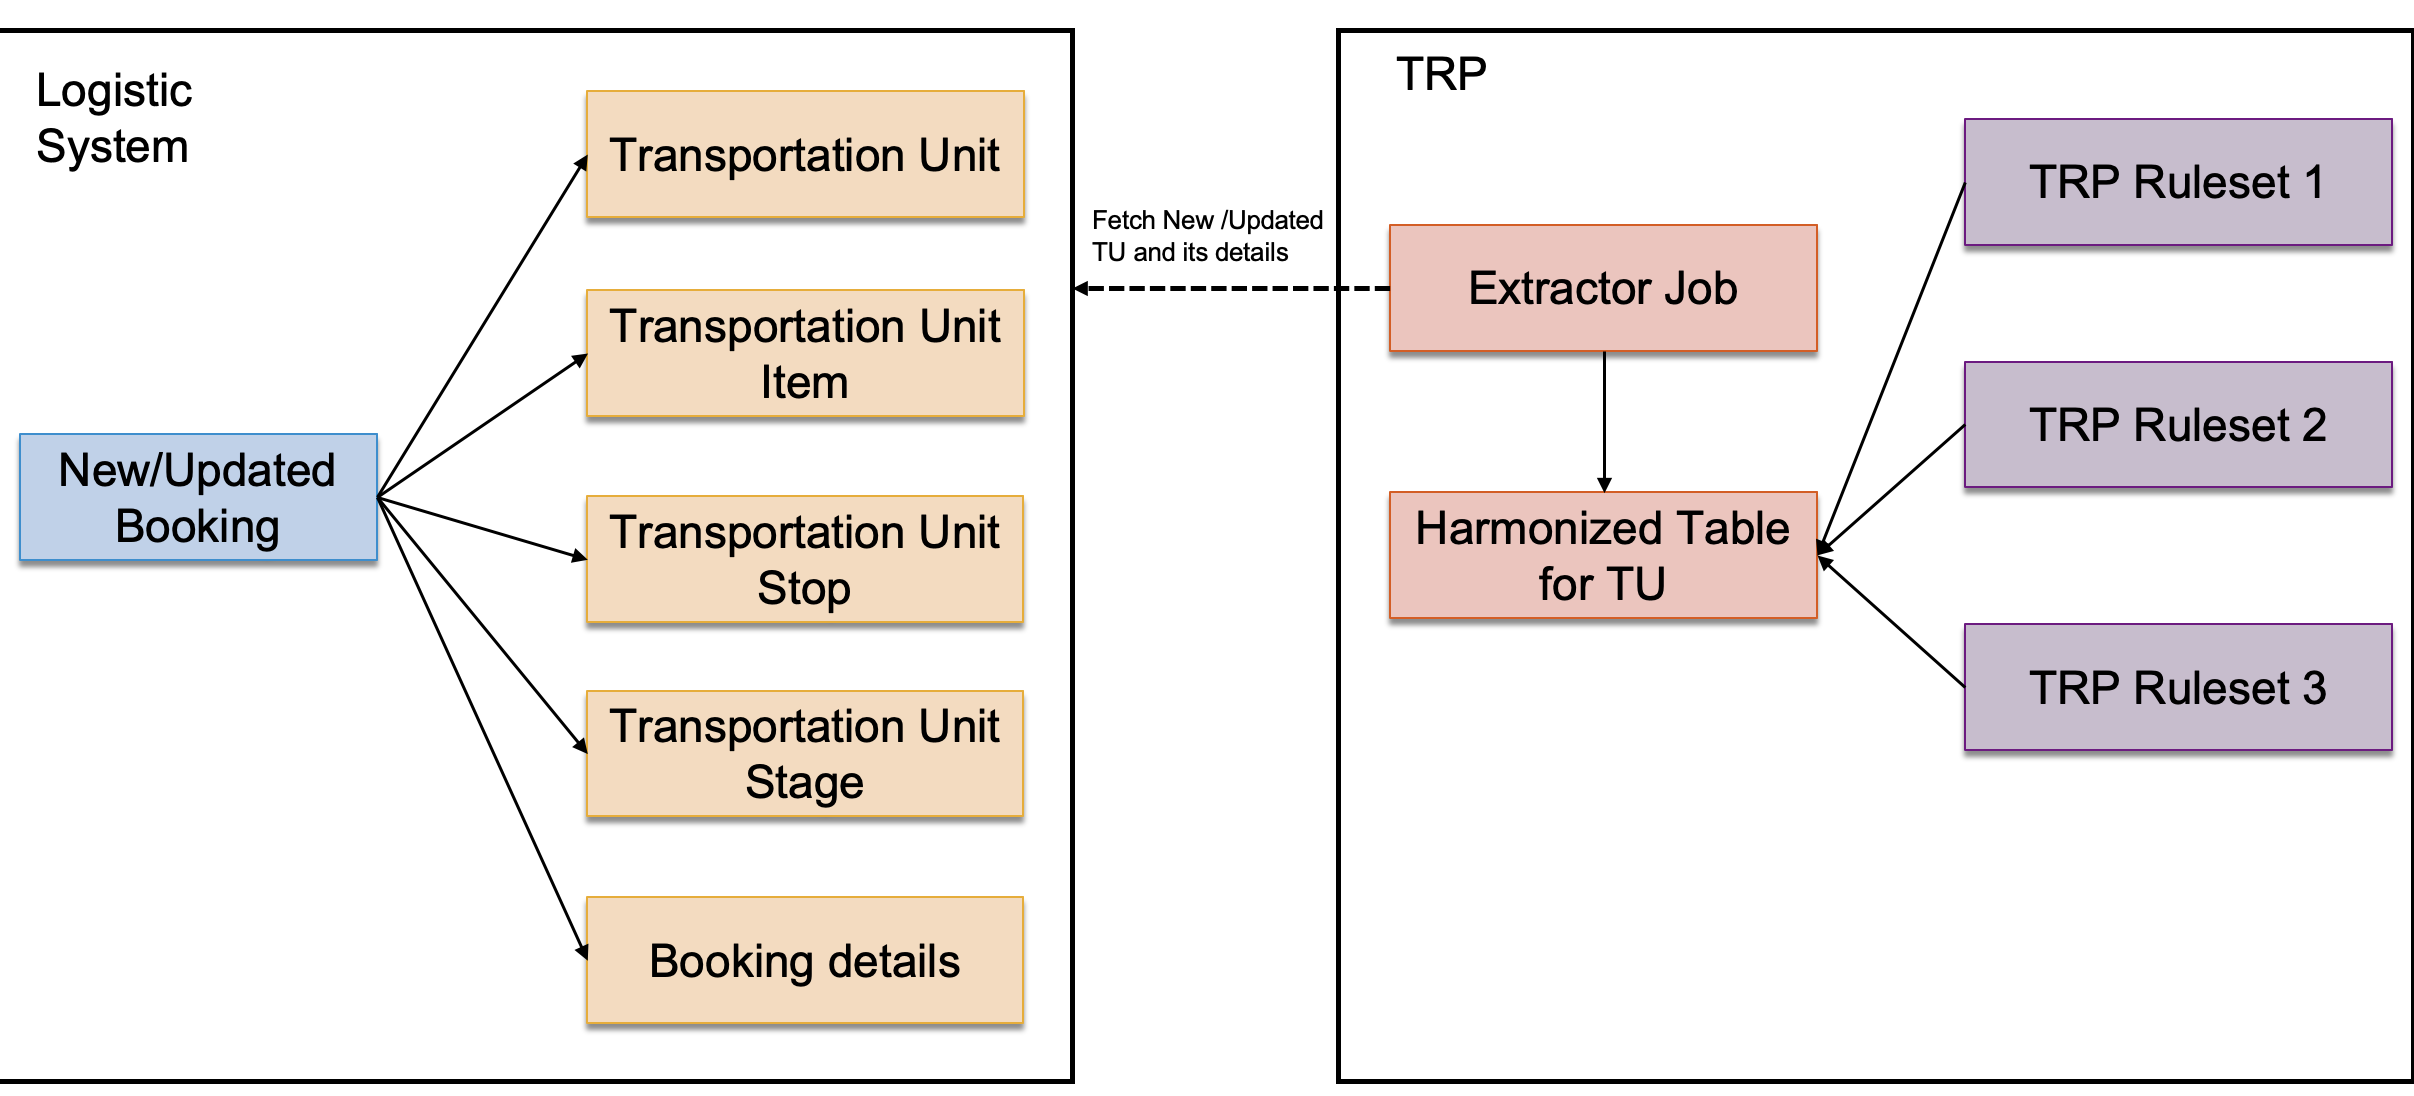 Logistic
System
New/Updated
Booking
Transportation Unit
Transportation Unit
Item
Transportation Unit
Stop
Transportation Unit
Stage
Booking details
Fetch New /Updated
TU and its details
TRP
Extractor Job
Harmonized Table
for TU
TRP Ruleset 1
TRP Ruleset 2
TRP Ruleset 3